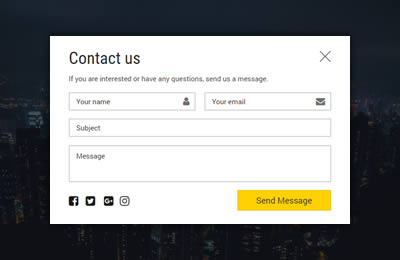 Contact us
If you are interested or have any questions, send us a message.
Your name
Your email
Subject
Message
Send Message